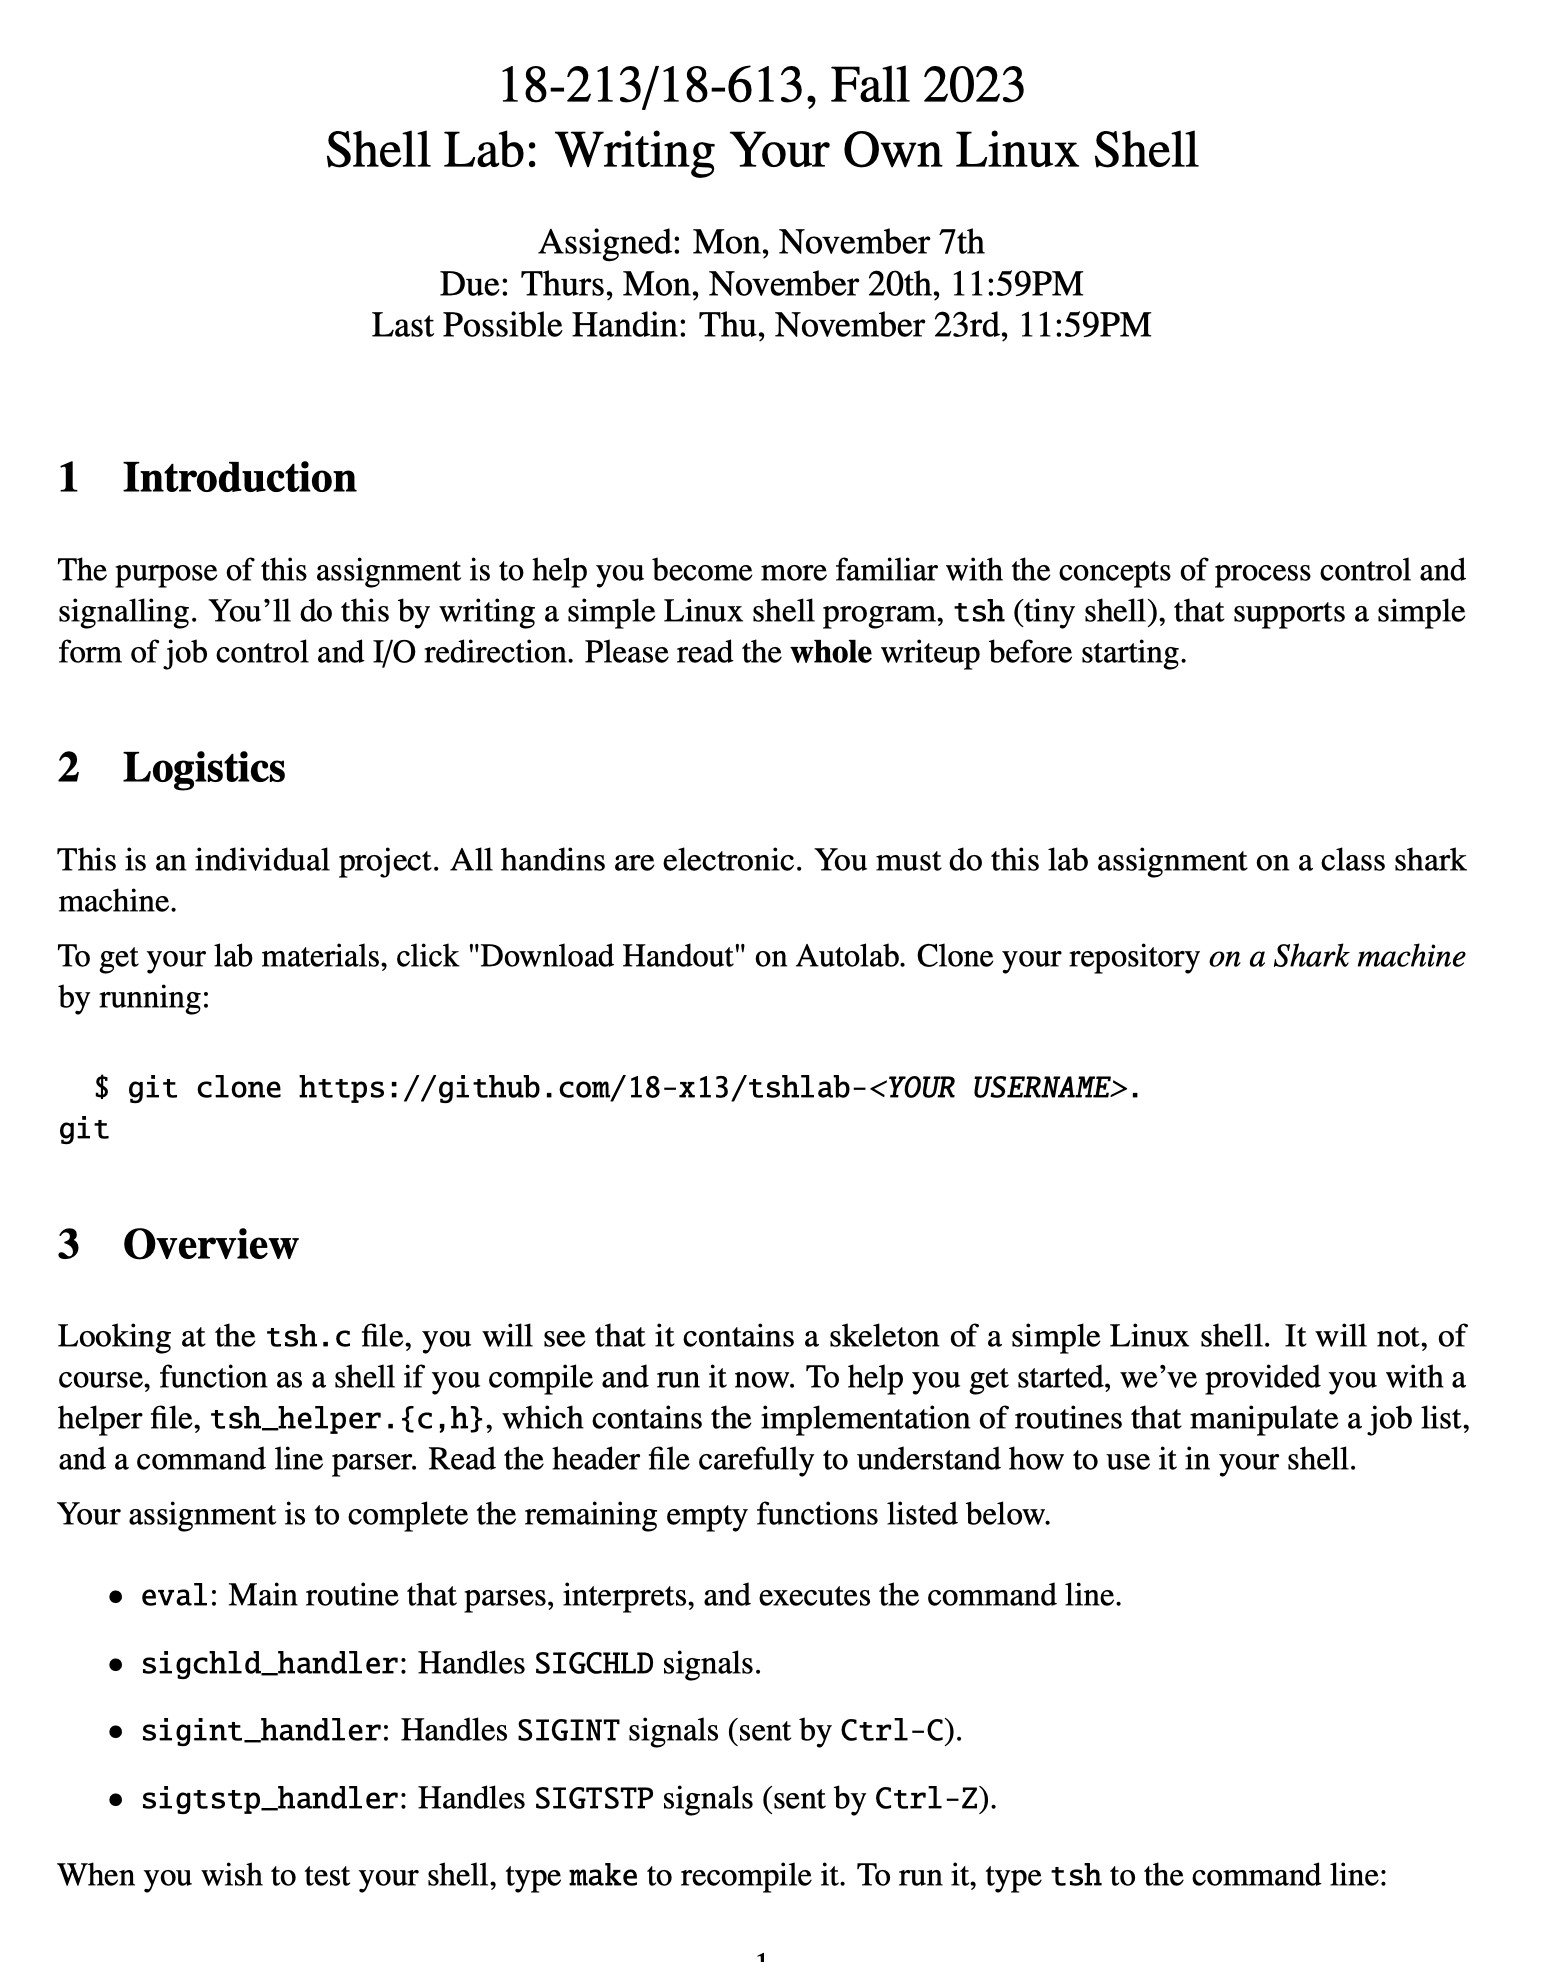 18-213/18-613, Fall 2023
Shell Lab: Writing Your Own Linux Shell
Assigned: Mon, November 7th
Due: Thurs, Mon, November 20th, 11:59PM
Last Possible Handin: Thu, November 23rd, 11:59PM
1 Introduction
The purpose of this assignment is to help you become more familiar with the concepts of process control and
signalling. You’ll do this by writing a simple Linux shell program, tsh (tiny shell), that supports a simple
form of job control and I/O redirection. Please read the whole writeup before starting.
2 Logistics
This is an individual project. All handins are electronic. You must do this lab assignment on a class shark
machine.
To get your lab materials, click "Download Handout" on Autolab. Clone your repository on a Shark machine
by running:
$ git clone https://github.com/18-x13/tshlab-<YOUR USERNAME>.
git
3 Overview
Looking at the tsh.c file, you will see that it contains a skeleton of a simple Linux shell. It will not, of
course, function as a shell if you compile and run it now. To help you get started, we’ve provided you with a
helper file, tsh_helper.{c,h}, which contains the implementation of routines that manipulate a job list,
and a command line parser. Read the header file carefully to understand how to use it in your shell.
Your assignment is to complete the remaining empty functions listed below.
• eval: Main routine that parses, interprets, and executes the command line.
• sigchld_handler: Handles SIGCHLD signals.
• sigint_handler: Handles SIGINT signals (sent by Ctrl-C).
• sigtstp_handler: Handles SIGTSTP signals (sent by Ctrl-Z).
When you wish to test your shell, type make to recompile it. To run it, type tsh to the command line:
1